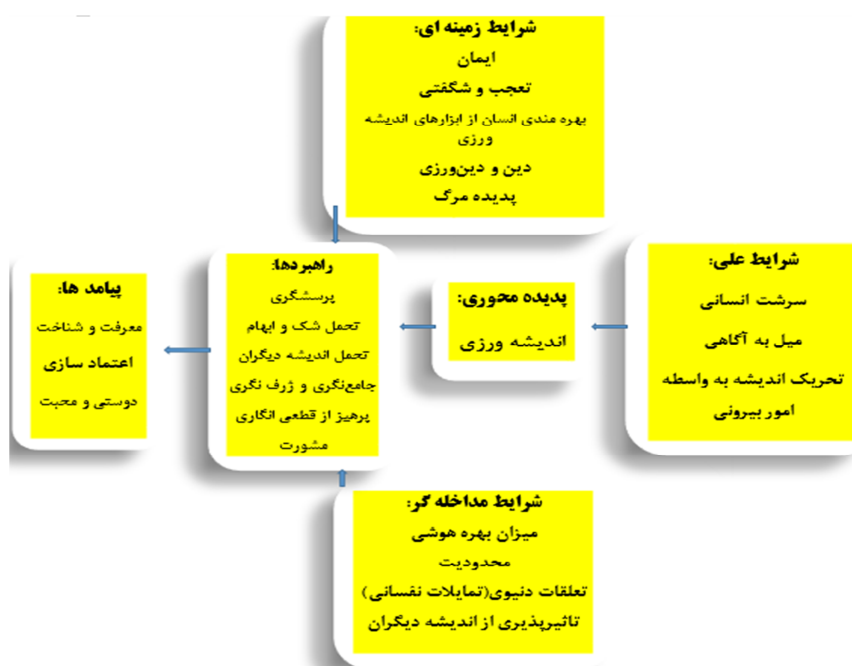 شرایط زمینه ای:
ایمان
تعجب و شگفتی
بهره مندی انسان از ابزارهای اندیشه
ورزی
دین و دین‌ورزی
پدیده مرگ
شرایط علی:
سرشت انسانی
میل به آگاهی
تحریک اندیشه به واسطه
امور بیرونی
پدیده محوری:
اندیشه ورزی
راهبردها:
پرسشگری
تحمل شک و ابهام
تحمل اندیشه دیگران
جامع‌نگری و ژرف نگری
پرهیز از قطعی انگاری
مشورت
پیامد ها:
معرفت و شناخت
اعتماد سازی
دوستی و محبت
شرایط مداخله گر:
میزان بهره هوشی
محدودیت
تعلقات دنیوی(تمایلات نفسانی)
تاثیرپذیری از اندیشه دیگران